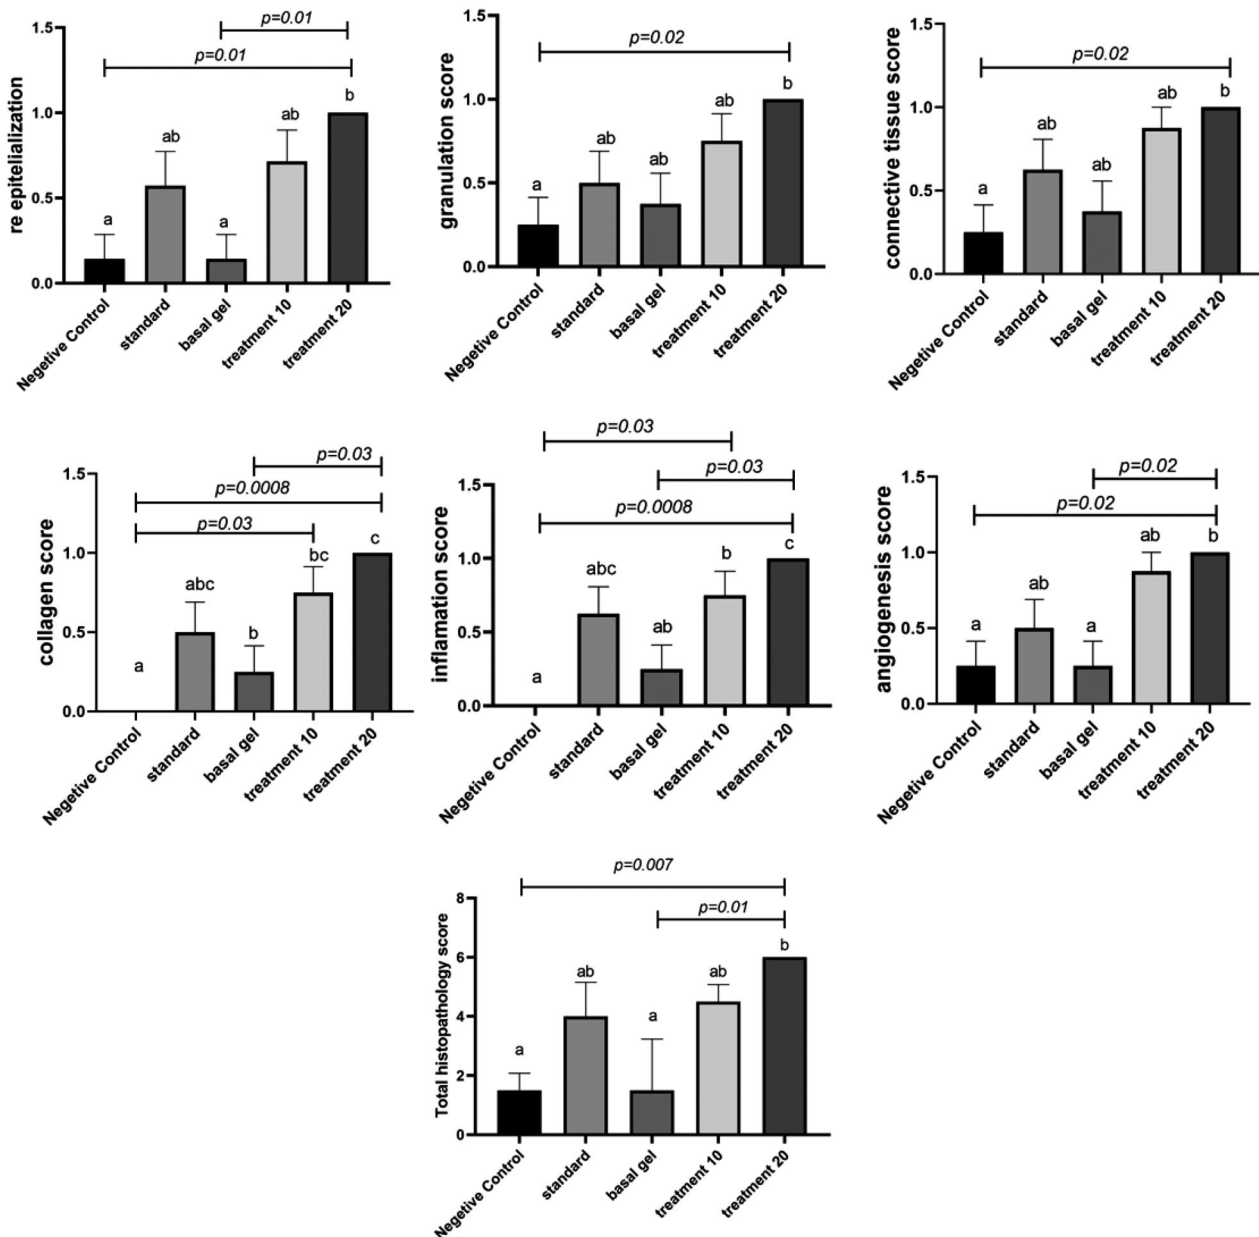 p=0.01
p=0.01
re epitelialization
1.5
1.0
0.5
0.0
a
ab
a
ab
b
Negetive Control
standard
basal gel
treatment 10
treatment 20
p=0.02
granulation score
1.5
1.0
0.5
0.0
a
ab
ab
ab
b
Negetive Control
standard
basal gel
treatment 10
treatment 20
p=0.02
connective tissue score
1.5
1.0
0.5
0.0
a
ab
ab
ab
b
Negetive Control
standard
basal gel
treatment 10
treatment 20
p=0.03
p=0.0008
p=0.03
collagen score
1.5
1.0
0.5
0.0
a
abc
b
bc
c
Negetive Control
standard
basal gel
treatment 10
treatment 20
p=0.03
p=0.03
p=0.0008
inflamation score
1.5
1.0
0.5
0.0
a
abc
ab
b
c
Negetive Control
standard
basal gel
treatment 10
treatment 20
p=0.02
p=0.02
angiogenesis score
1.5
1.0
0.5
0.0
a
ab
a
ab
b
Negetive Control
standard
basal gel
treatment 10
treatment 20
p=0.007
p=0.01
Total histopathology score
8
6
4
2
0
a
ab
a
ab
b
Negetive Control
standard
basal gel
treatment 10
treatment 20